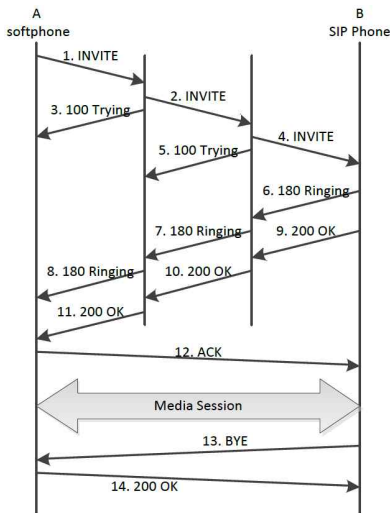 A
softphone
B
SIP Phone
1. INVITE
2. INVITE
3. 100 Trying
4. INVITE
5. 100 Trying
6. 180 Ringing
7. 180 Ringing
9. 200 OK
8. 180 Ringing
10. 200 OK
11. 200 OK
12. ACK
Media Session
13. BYE
14. 200 OK